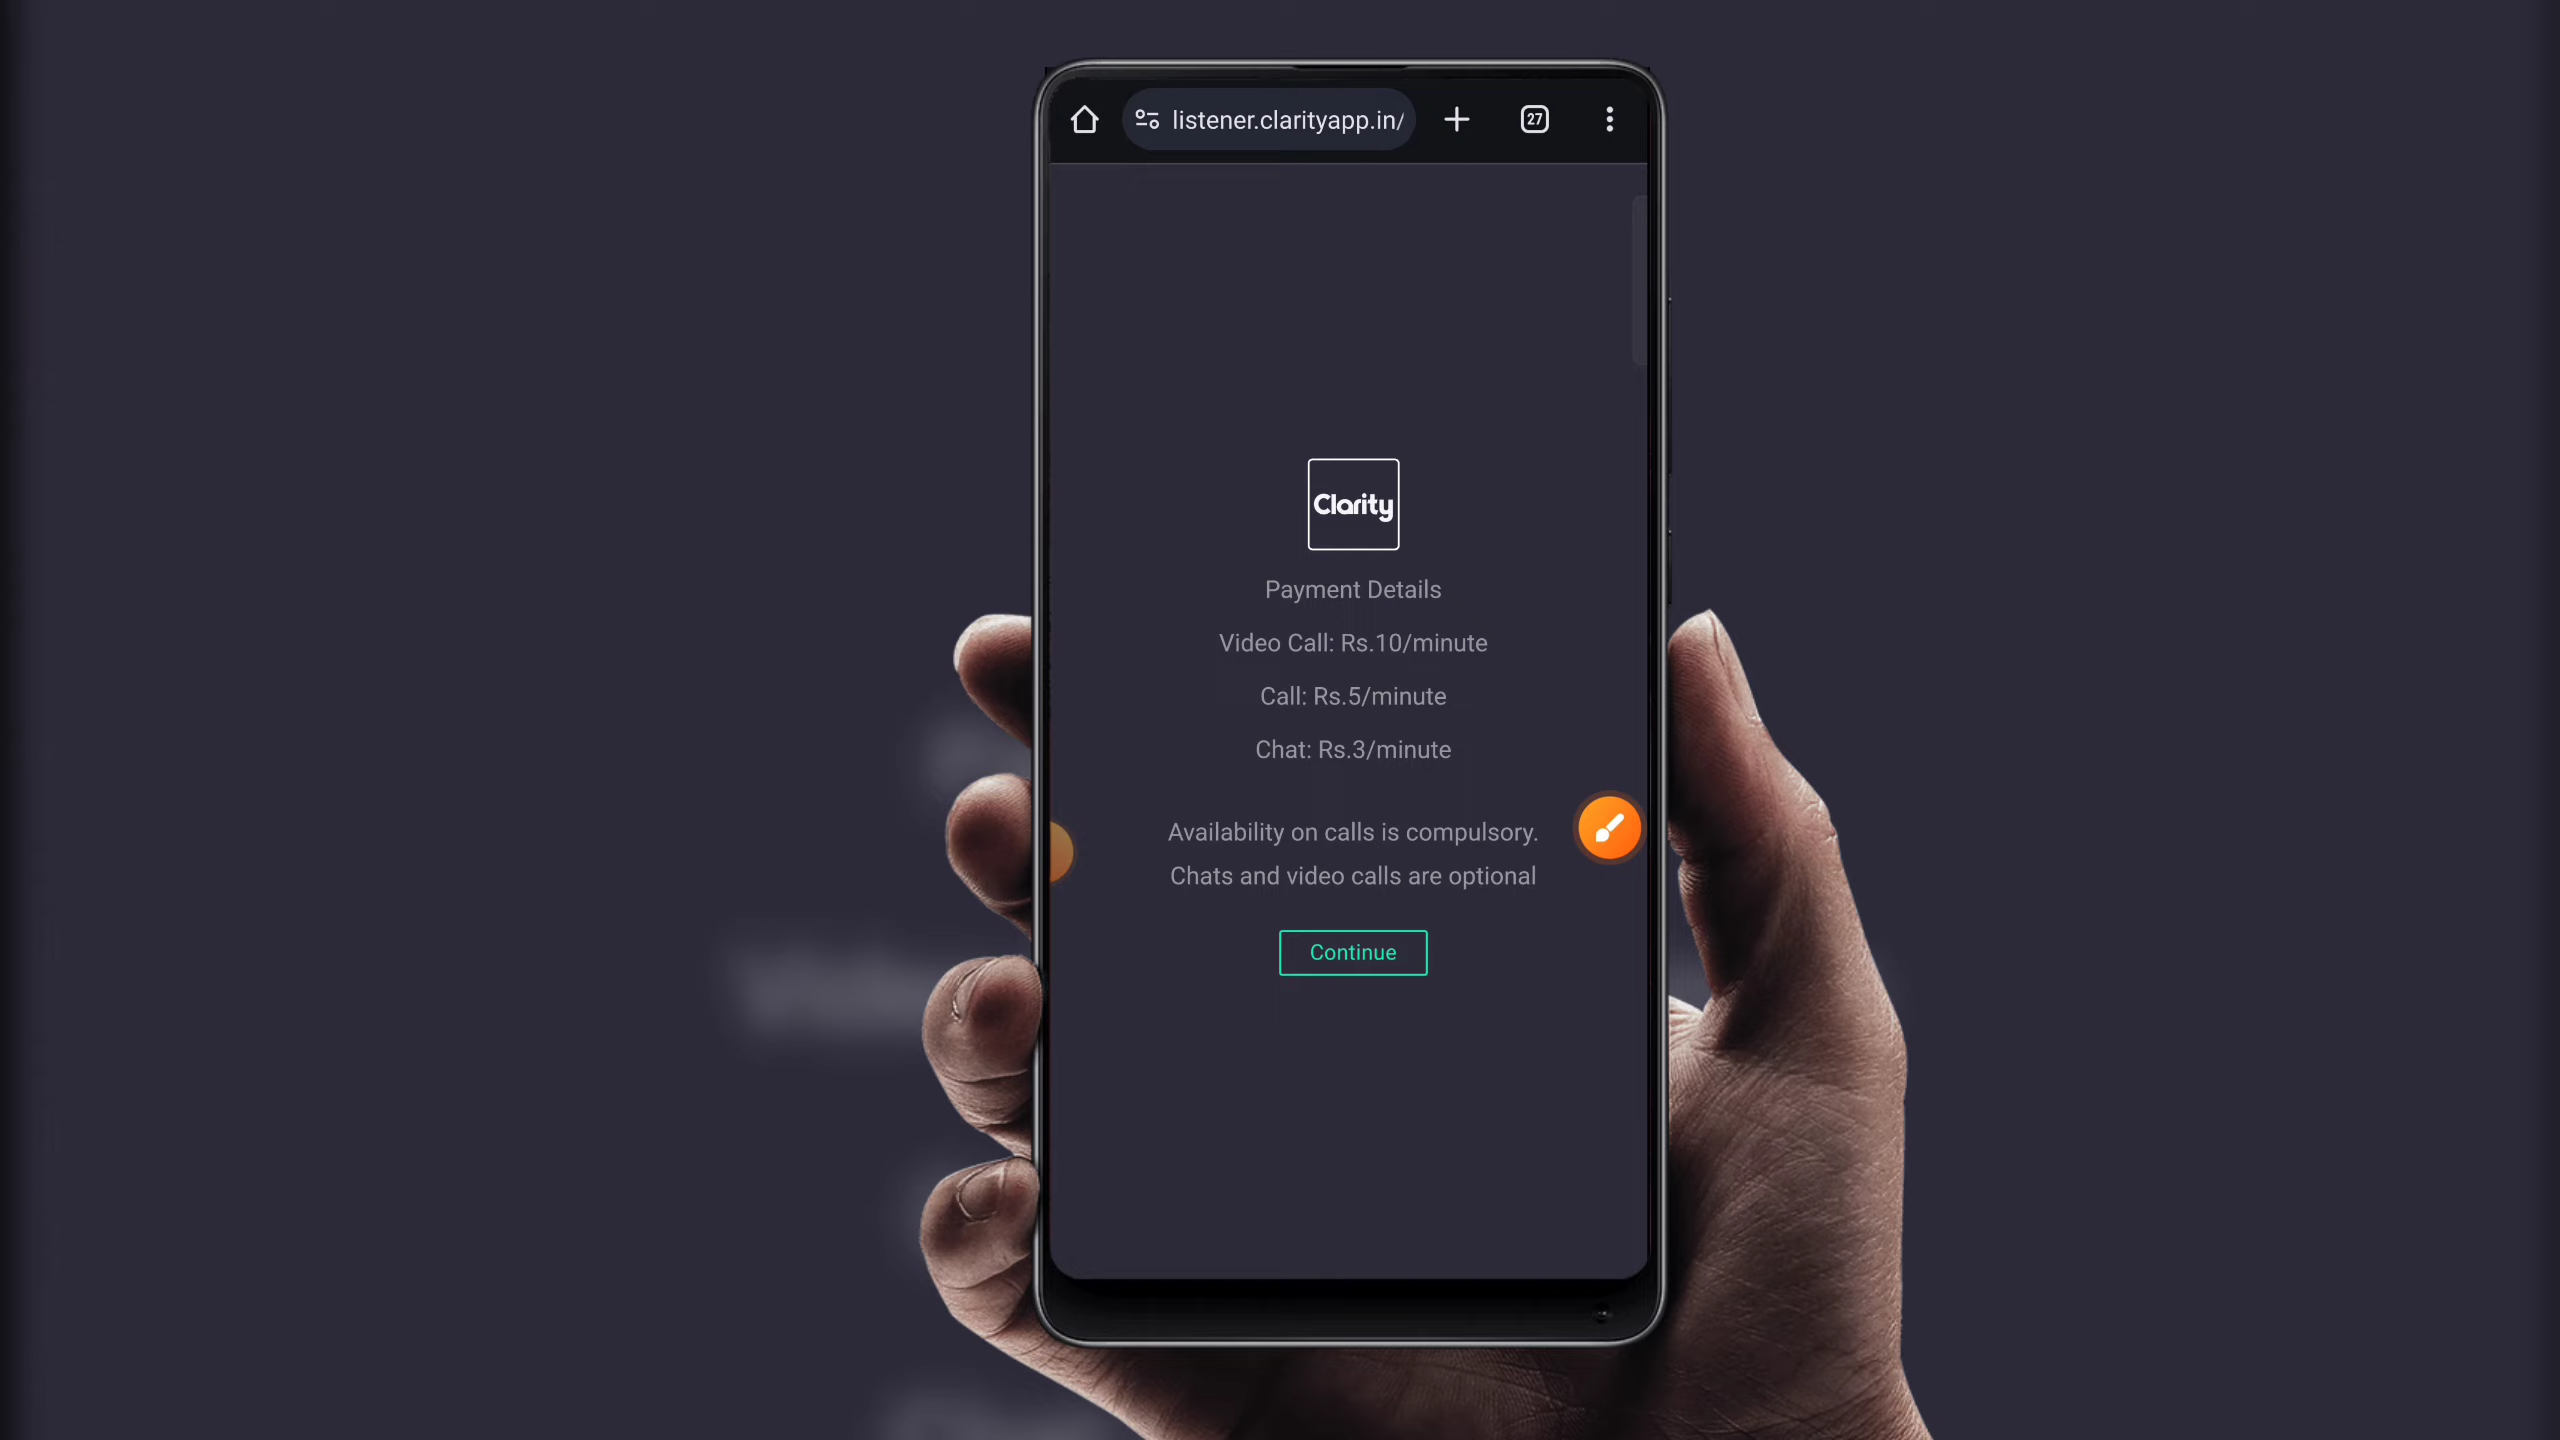 listener.clarityapp.in/
27
Clarity
Payment Details
Video Call: Rs.10/minute
Call: Rs.5/minute
Chat: Rs.3/minute
Availability on calls is compulsory.
Chats and video calls are optional
Continue